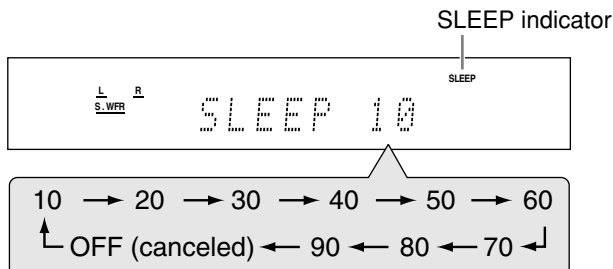 SLEEP indicator
SLEEP
L R
S.WFR
SLEEP 10
10 → 20 → 30 → 40 → 50 → 60
OFF (canceled) ← 90 ← 80 ← 70